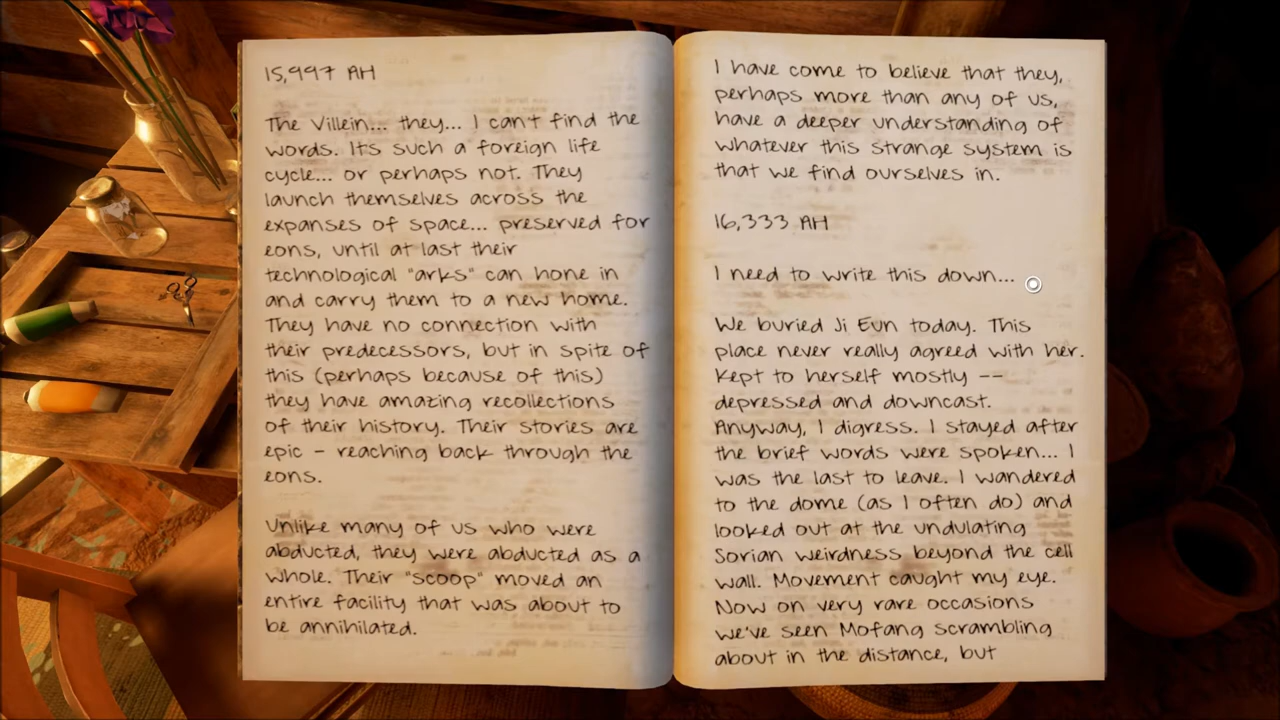 15,997 AH
The Villein... they... I can't find the
words. Its such a foreign life
cycle... or perhaps not. They
launch themselves across the
expanses of space... preserved for
eons, until at last their
technological "arks" can hone in
and carry them to a new home.
They have no connection with
their predecessors, but in spite of
this (perhaps because of this)
they have amazing recollections
of their history. Their stories are
epic - reaching back through the
eons.
Unlike many of us who were
abducted, they were abducted as a
whole. Their "scoop" moved an
entire facility that was about to
be annihilated.
I have come to believe that they,
perhaps more than any of us,
have a deeper understanding of
whatever this strange system is
that we find ourselves in.
16,333 AH
I need to write this down...
We buried Ji Eun today. This
place never really agreed with her.
Kept to herself mostly --
depressed and downcast.
Anyway, I digress. I stayed after
the brief words were spoken... I
was the last to leave. I wandered
to the dome (as I often do) and
looked out at the undulating
Sorian weirdness beyond the cell
wall. Movement caught my eye.
Now on very rare occasions
we've seen Mofang scrambling
about in the distance, but